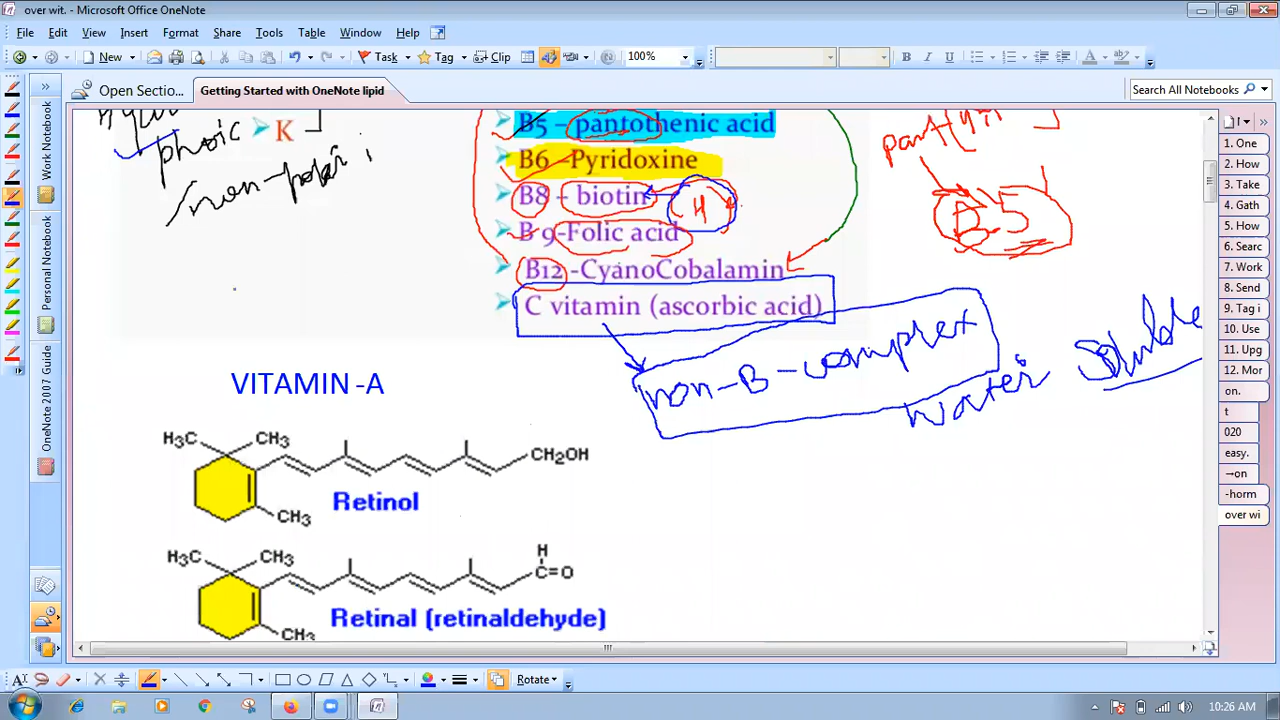 over wit. - Microsoft Office OneNote
File Edit View Insert Format Share Tools Table Window Help
New Task Tag Clip 100% B I U
Open Sectio... Getting Started with OneNote lipid Search All Notebooks
Work Notebook
Personal Notebook
OneNote 2007 Guide
phobic K
non-polar
B5 – pantothenic acid
B6 –Pyridoxine
B8 – biotin H
B 9-Folic acid
B12 -CyanoCobalamin
C vitamin (ascorbic acid)
B5
non-B-complex
water soluble
VITAMIN -A
H3C CH3 CH2OH
CH3
Retinol
H3C CH3 H
C=O
CH3
Retinal (retinaldehyde)
1. One
2. How
3. Take
4. Gath
5. How
6. Searc
7. Work
8. Send
9. Tag i
10. Use
11. Upg
12. Mor
on.
t
020
easy.
→on
-horm
over wi
Rotate
10:26 AM